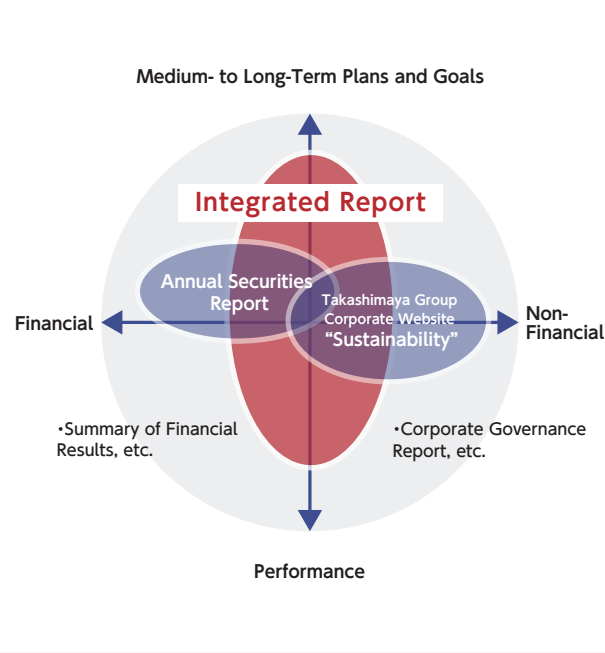 Medium- to Long-Term Plans and Goals
Integrated Report
Annual Securities
Report
Takashimaya Group
Corporate Website
“Sustainability”
Financial
Non-
Financial
・Summary of Financial
Results, etc.
・Corporate Governance
Report, etc.
Performance